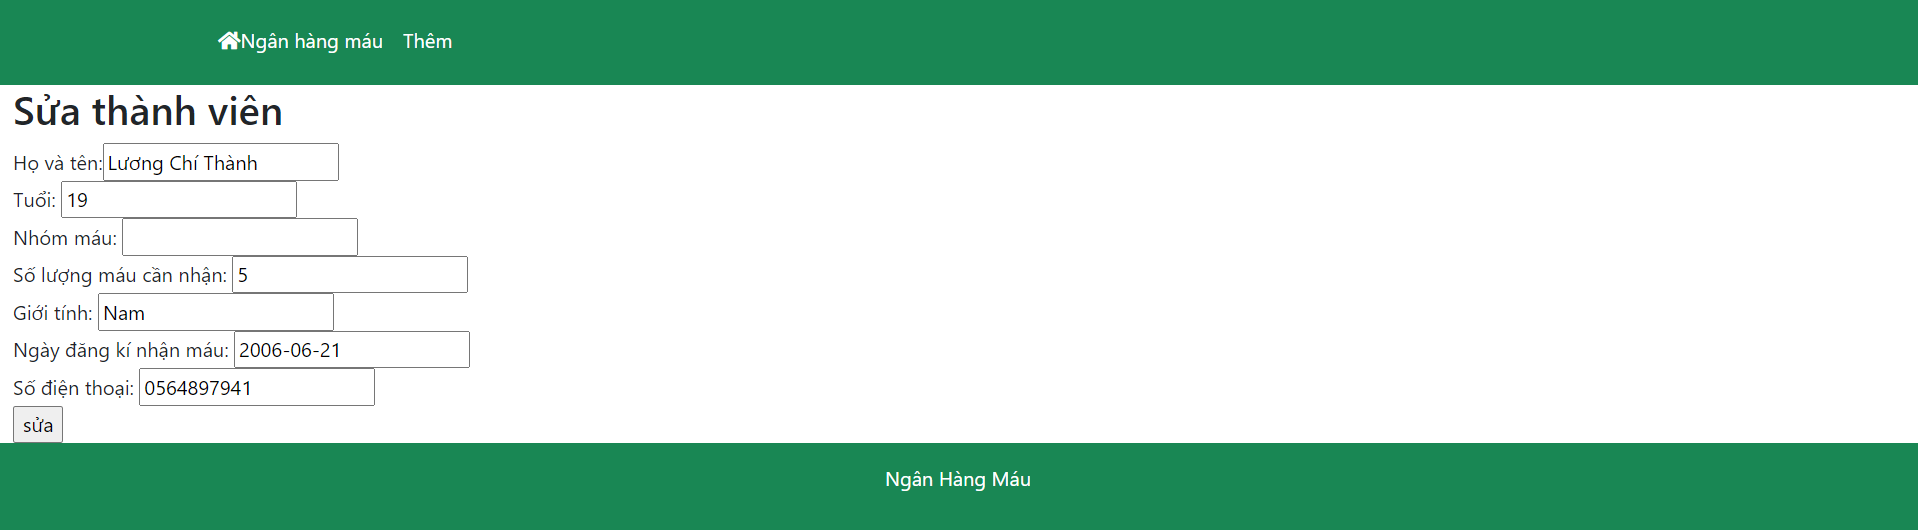 Ngân hàng máu Thêm
Sửa thành viên
Họ và tên: Lương Chí Thành
Tuổi: 19
Nhóm máu:
Số lượng máu cần nhận: 5
Giới tính: Nam
Ngày đăng kí nhận máu: 2006-06-21
Số điện thoại: 0564897941
sửa
Ngân Hàng Máu